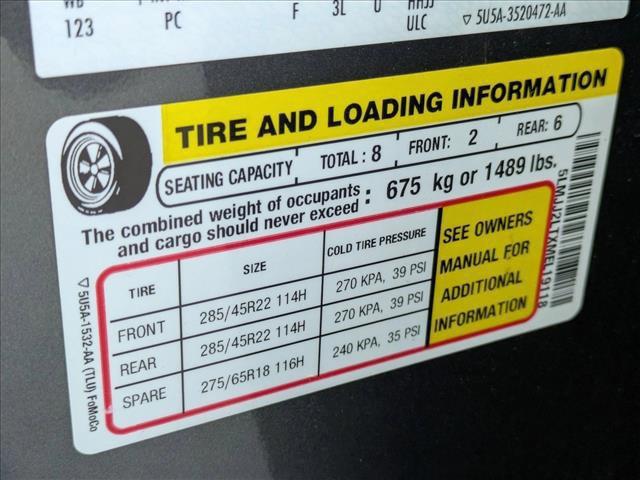 WB
123
PC
F
3L
U
ULC
▽ 5U5A-3520472-AA
TIRE AND LOADING INFORMATION
SEATING CAPACITY TOTAL : 8 FRONT: 2 REAR: 6
The combined weight of occupants
and cargo should never exceed : 675 kg or 1489 lbs.
TIRE SIZE COLD TIRE PRESSURE
FRONT 285/45R22 114H 270 KPA, 39 PSI
REAR 285/45R22 114H 270 KPA, 39 PSI
SPARE 275/65R18 116H 240 KPA, 35 PSI
SEE OWNERS
MANUAL FOR
ADDITIONAL
INFORMATION
▽ 5U5A-1532-AA (TLU) FoMoCo
5LMJJ2LTXMEL19118